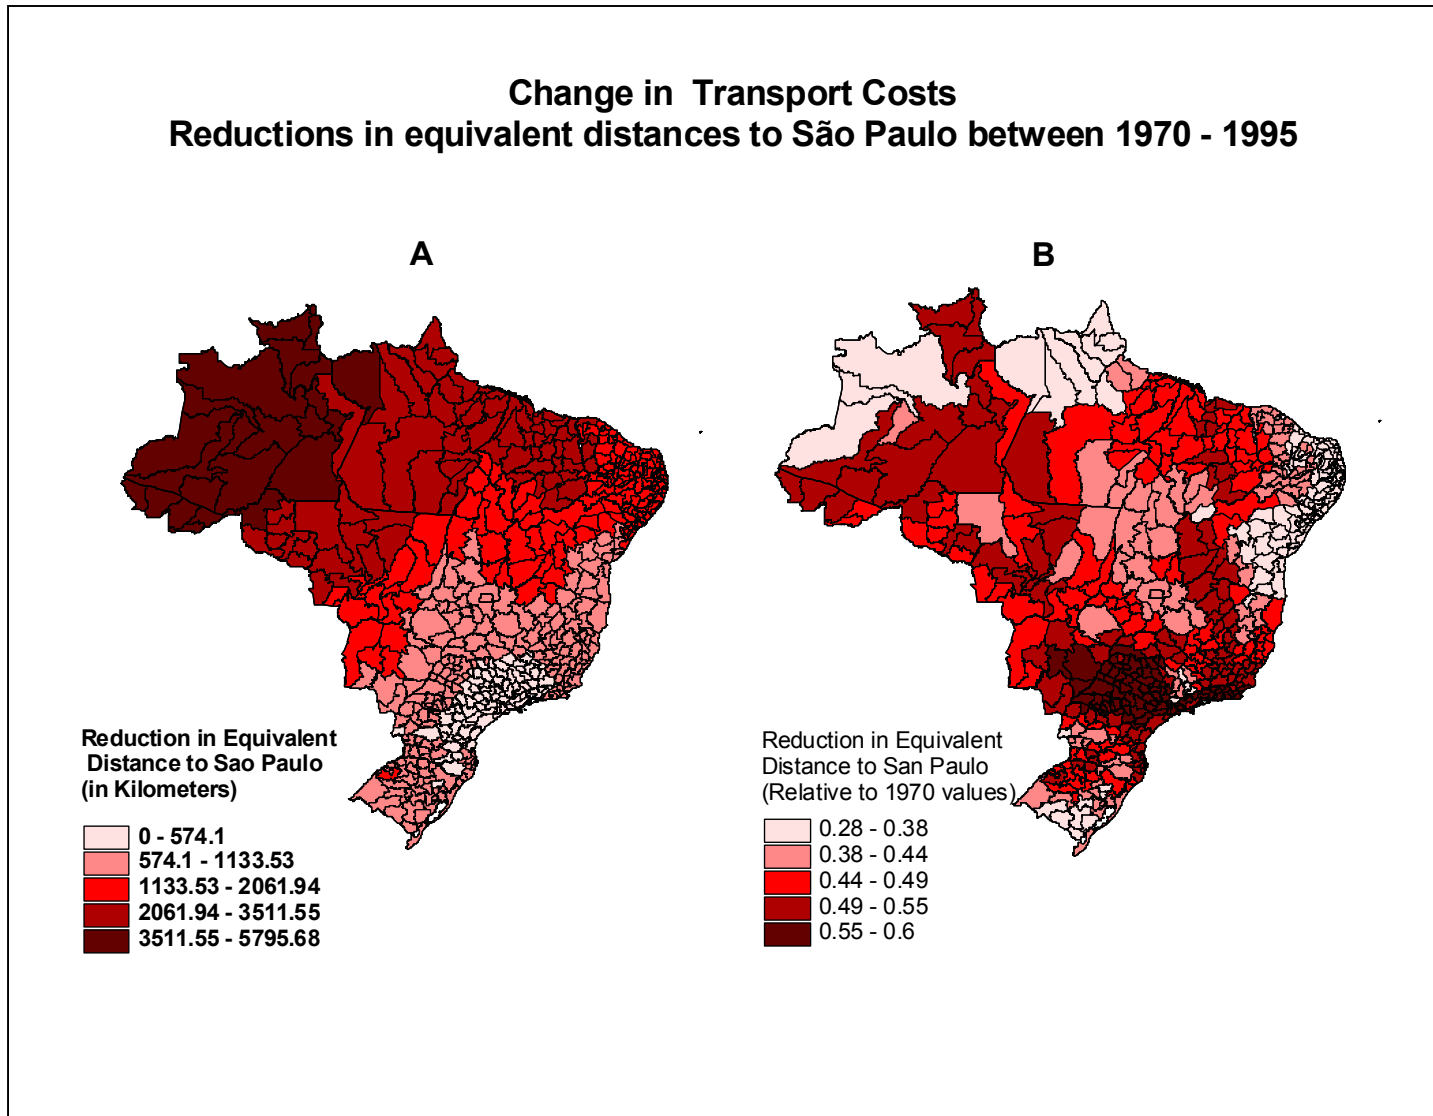 Change in  Transport Costs
Reductions in equivalent distances to São Paulo between 1970 - 1995
A
B
Reduction in Equivalent
Distance to Sao Paulo
(in Kilometers)
0 - 574.1
574.1 - 1133.53
1133.53 - 2061.94
2061.94 - 3511.55
3511.55 - 5795.68
Reduction in Equivalent
Distance to San Paulo
(Relative to 1970 values)
0.28 - 0.38
0.38 - 0.44
0.44 - 0.49
0.49 - 0.55
0.55 - 0.6